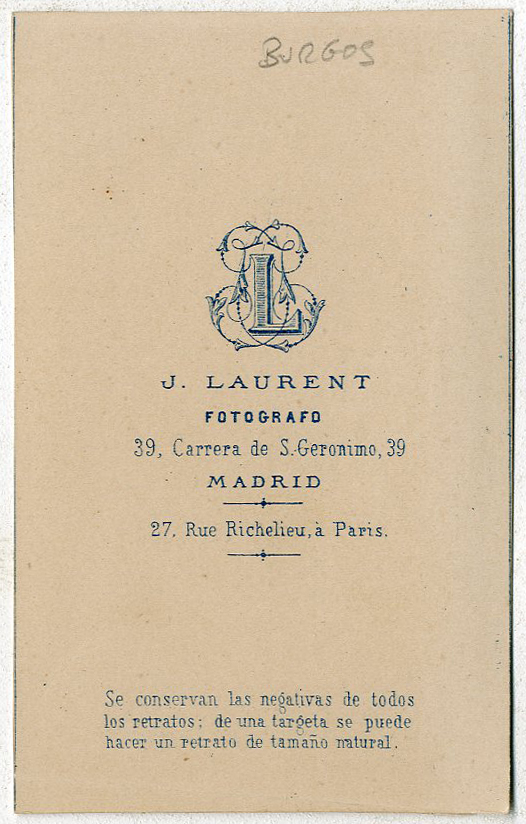 BURGOS
L
J. LAURENT
FOTOGRAFO
39, Carrera de S. Geronimo, 39
MADRID
27, Rue Richelieu, à Paris.
Se conservan las negativas de todos
los retratos; de una targeta se puede
hacer un retrato de tamaño natural.